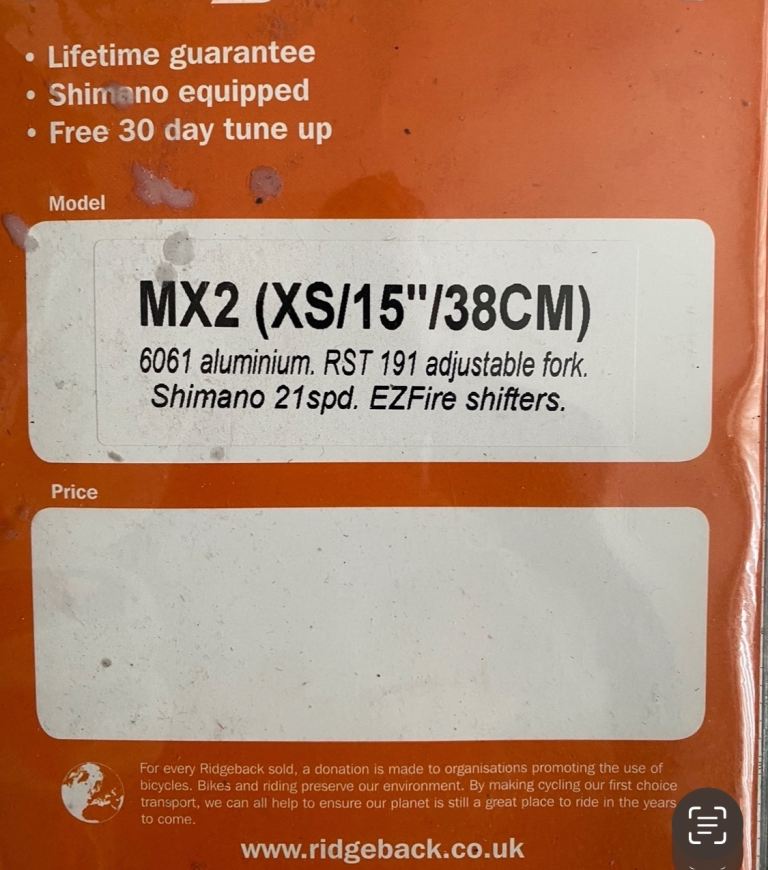 • Lifetime guarantee
• Shimano equipped
• Free 30 day tune up
Model
MX2 (XS/15"/38CM)
6061 aluminium. RST 191 adjustable fork.
Shimano 21spd. EZFire shifters.
Price
For every Ridgeback sold, a donation is made to organisations promoting the use of
bicycles. Bikes and riding preserve our environment. By making cycling our first choice
transport, we can all help to ensure our planet is still a great place to ride in the years
to come.
www.ridgeback.co.uk